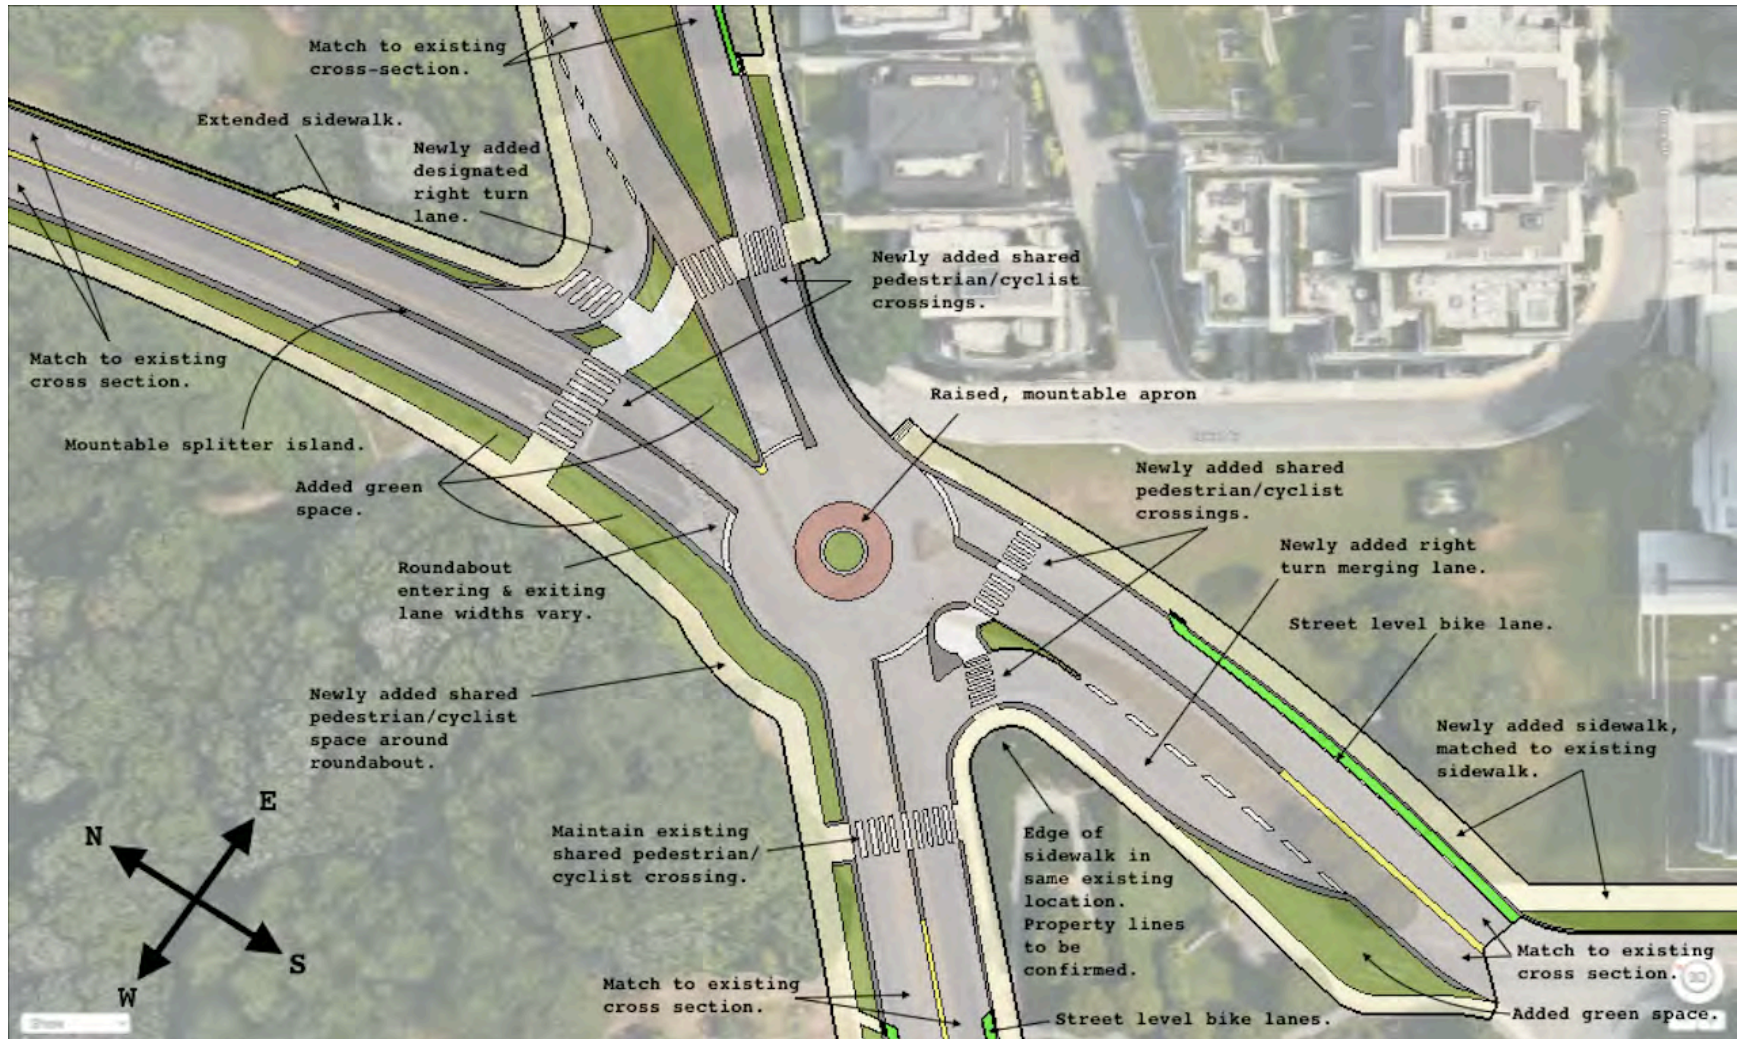 Match to existing
cross-section.
Extended sidewalk.
Newly added
designated
right turn
lane.
Newly added shared
pedestrian/cyclist
crossings.
Match to existing
cross section.
Raised, mountable apron
Mountable splitter island.
Added green
space.
Newly added shared
pedestrian/cyclist
crossings.
Newly added right
turn merging lane.
Roundabout
entering & exiting
lane widths vary.
Street level bike lane.
Newly added shared
pedestrian/cyclist
space around
roundabout.
Newly added sidewalk,
matched to existing
sidewalk.
E
N
S
W
Maintain existing
shared pedestrian/
cyclist crossing.
Edge of
sidewalk in
same existing
location.
Property lines
to be
confirmed.
Match to existing
cross section.
Match to existing
cross section.
Street level bike lanes.
Added green space.
Show